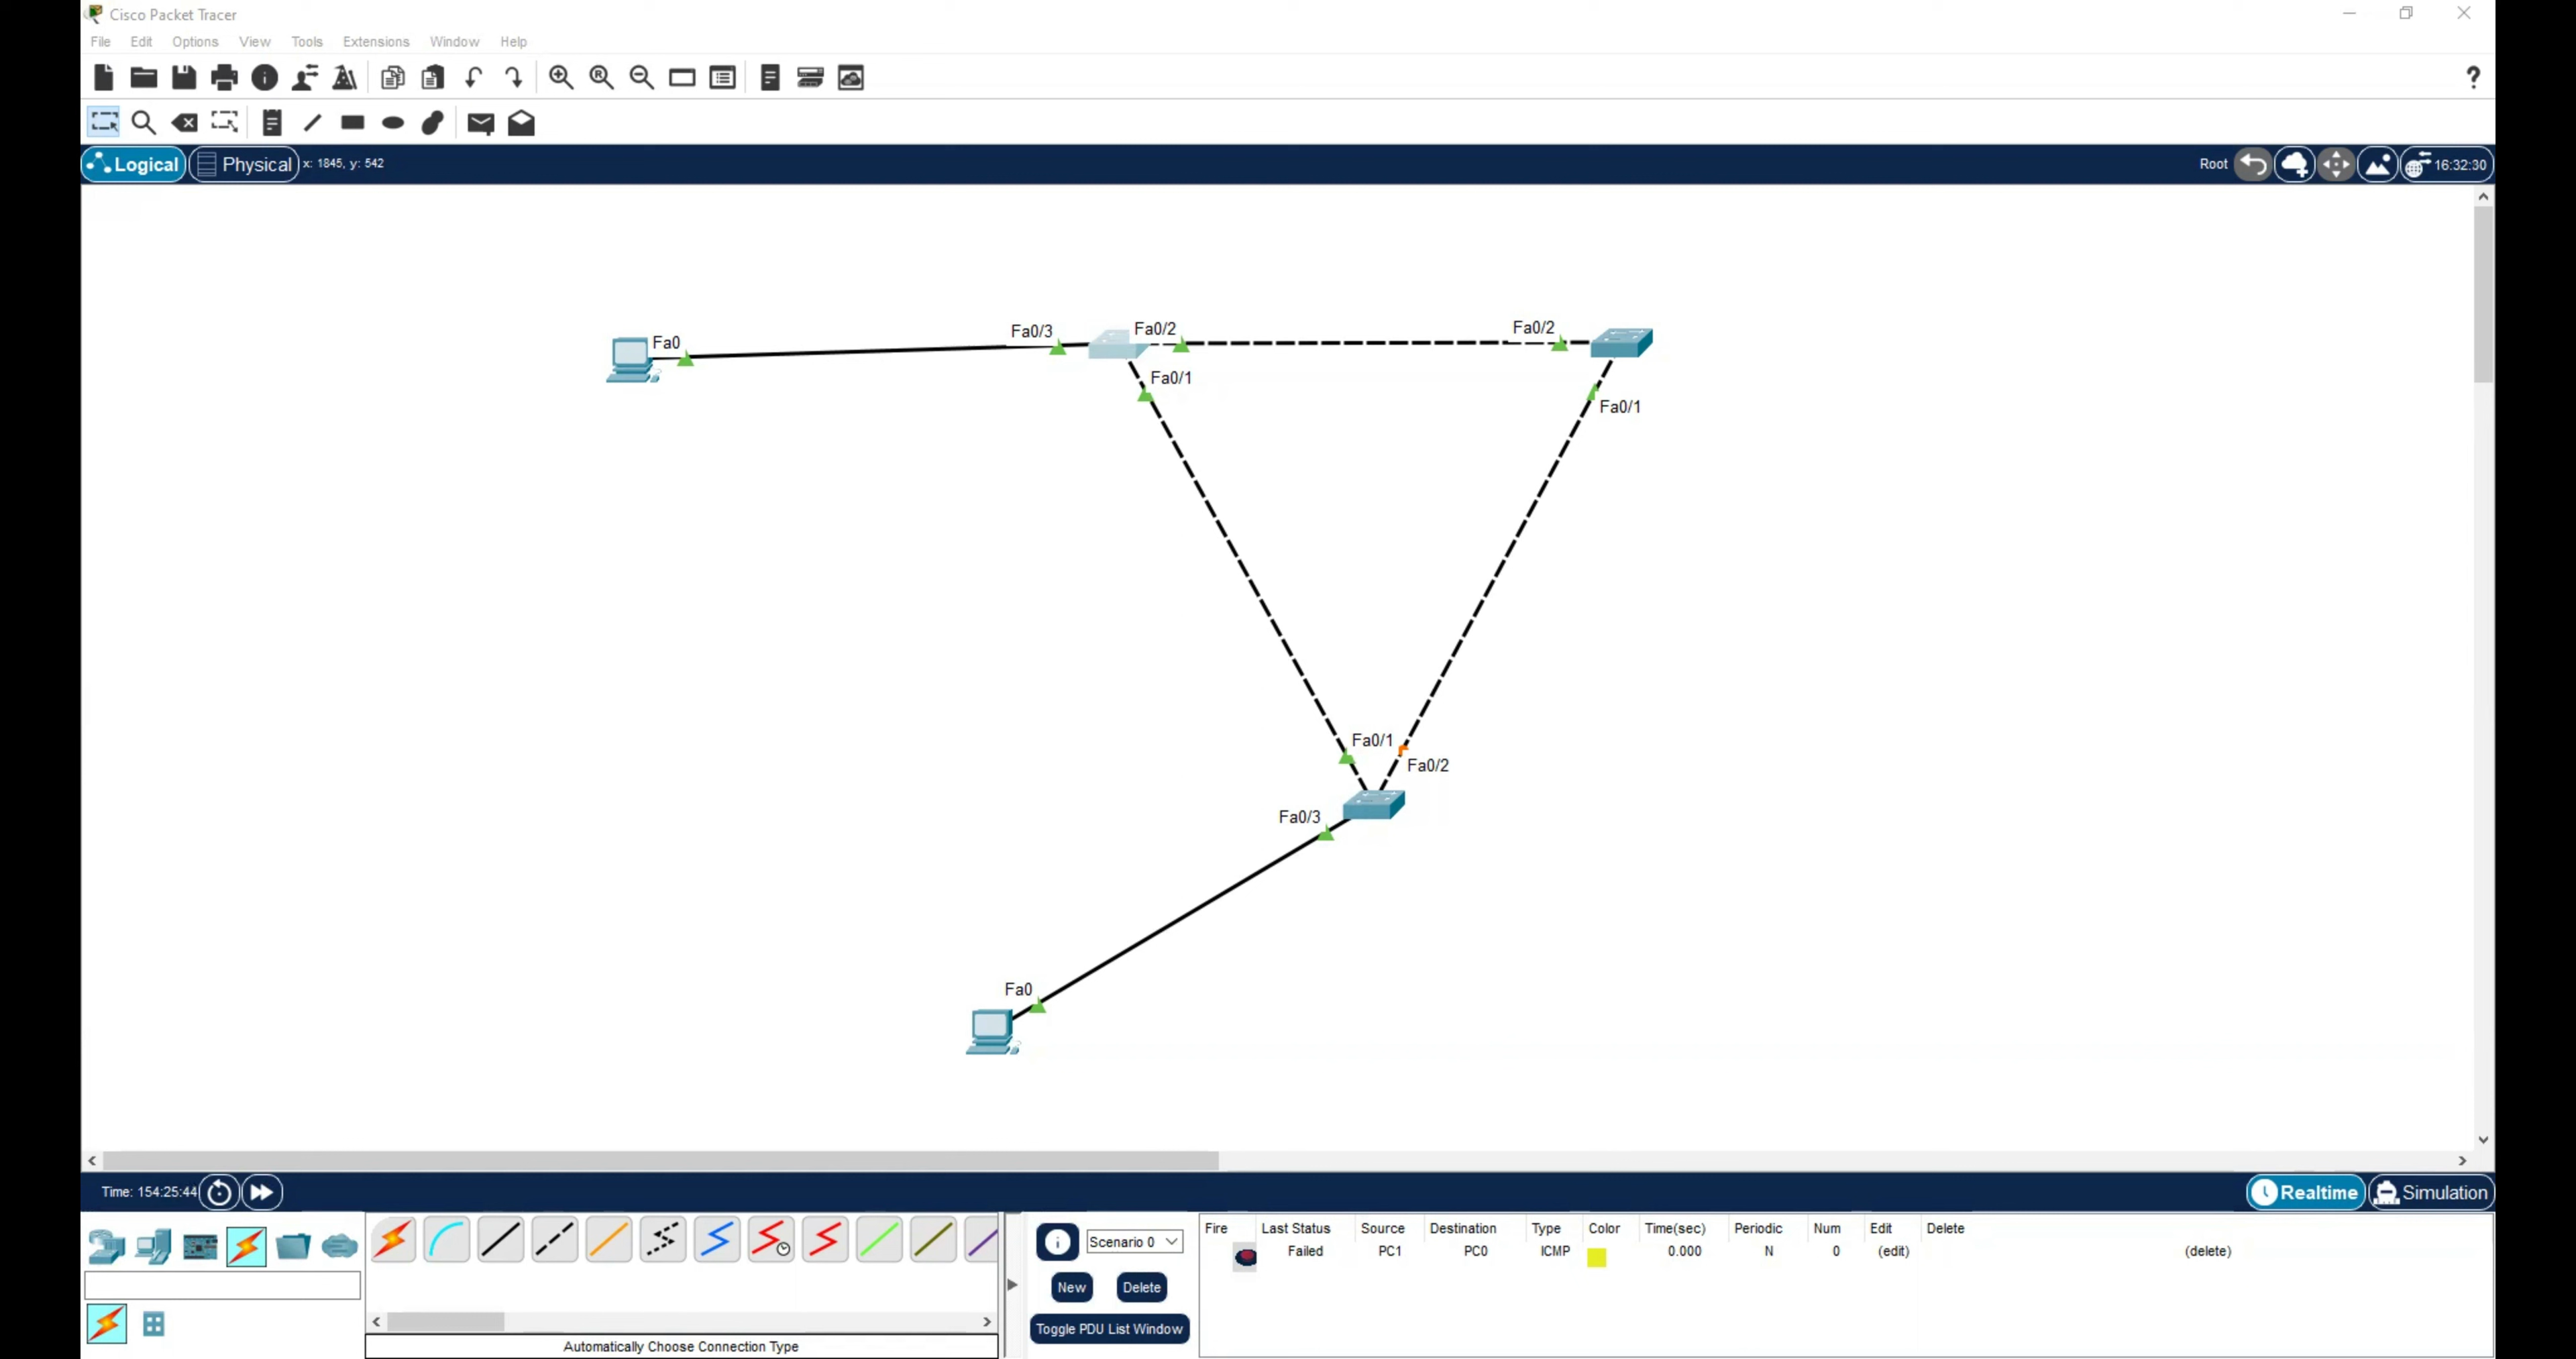 Cisco Packet Tracer
File Edit Options View Tools Extensions Window Help
Logical Physical x: 1845, y: 542 Root 16:32:30
Fa0 Fa0/3 Fa0/2 Fa0/2
Fa0/1
Fa0/1
Fa0/1
Fa0/2
Fa0/3
Fa0
Time: 154:25:44 Realtime Simulation
Scenario 0
New Delete
Toggle PDU List Window
Fire Last Status Source Destination Type Color Time(sec) Periodic Num Edit Delete
Failed PC1 PC0 ICMP 0.000 N 0 (edit) (delete)
Automatically Choose Connection Type